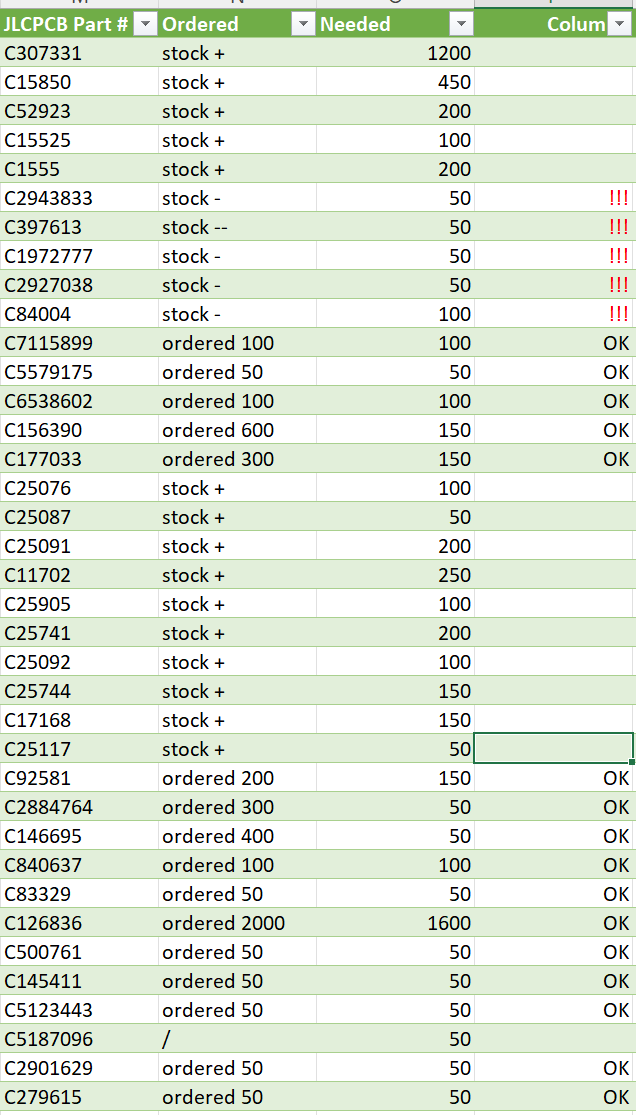 JLCPCB Part # Ordered Needed Colum
C307331 stock + 1200
C15850 stock + 450
C52923 stock + 200
C15525 stock + 100
C1555 stock + 200
C2943833 stock - 50 !!!
C397613 stock -- 50 !!!
C1972777 stock - 50 !!!
C2927038 stock - 50 !!!
C84004 stock - 100 !!!
C7115899 ordered 100 100 OK
C5579175 ordered 50 50 OK
C6538602 ordered 100 100 OK
C156390 ordered 600 150 OK
C177033 ordered 300 150 OK
C25076 stock + 100
C25087 stock + 50
C25091 stock + 200
C11702 stock + 250
C25905 stock + 100
C25741 stock + 200
C25092 stock + 100
C25744 stock + 150
C17168 stock + 150
C25117 stock + 50
C92581 ordered 200 150 OK
C2884764 ordered 300 50 OK
C146695 ordered 400 50 OK
C840637 ordered 100 100 OK
C83329 ordered 50 50 OK
C126836 ordered 2000 1600 OK
C500761 ordered 50 50 OK
C145411 ordered 50 50 OK
C5123443 ordered 50 50 OK
C5187096 / 50
C2901629 ordered 50 50 OK
C279615 ordered 50 50 OK